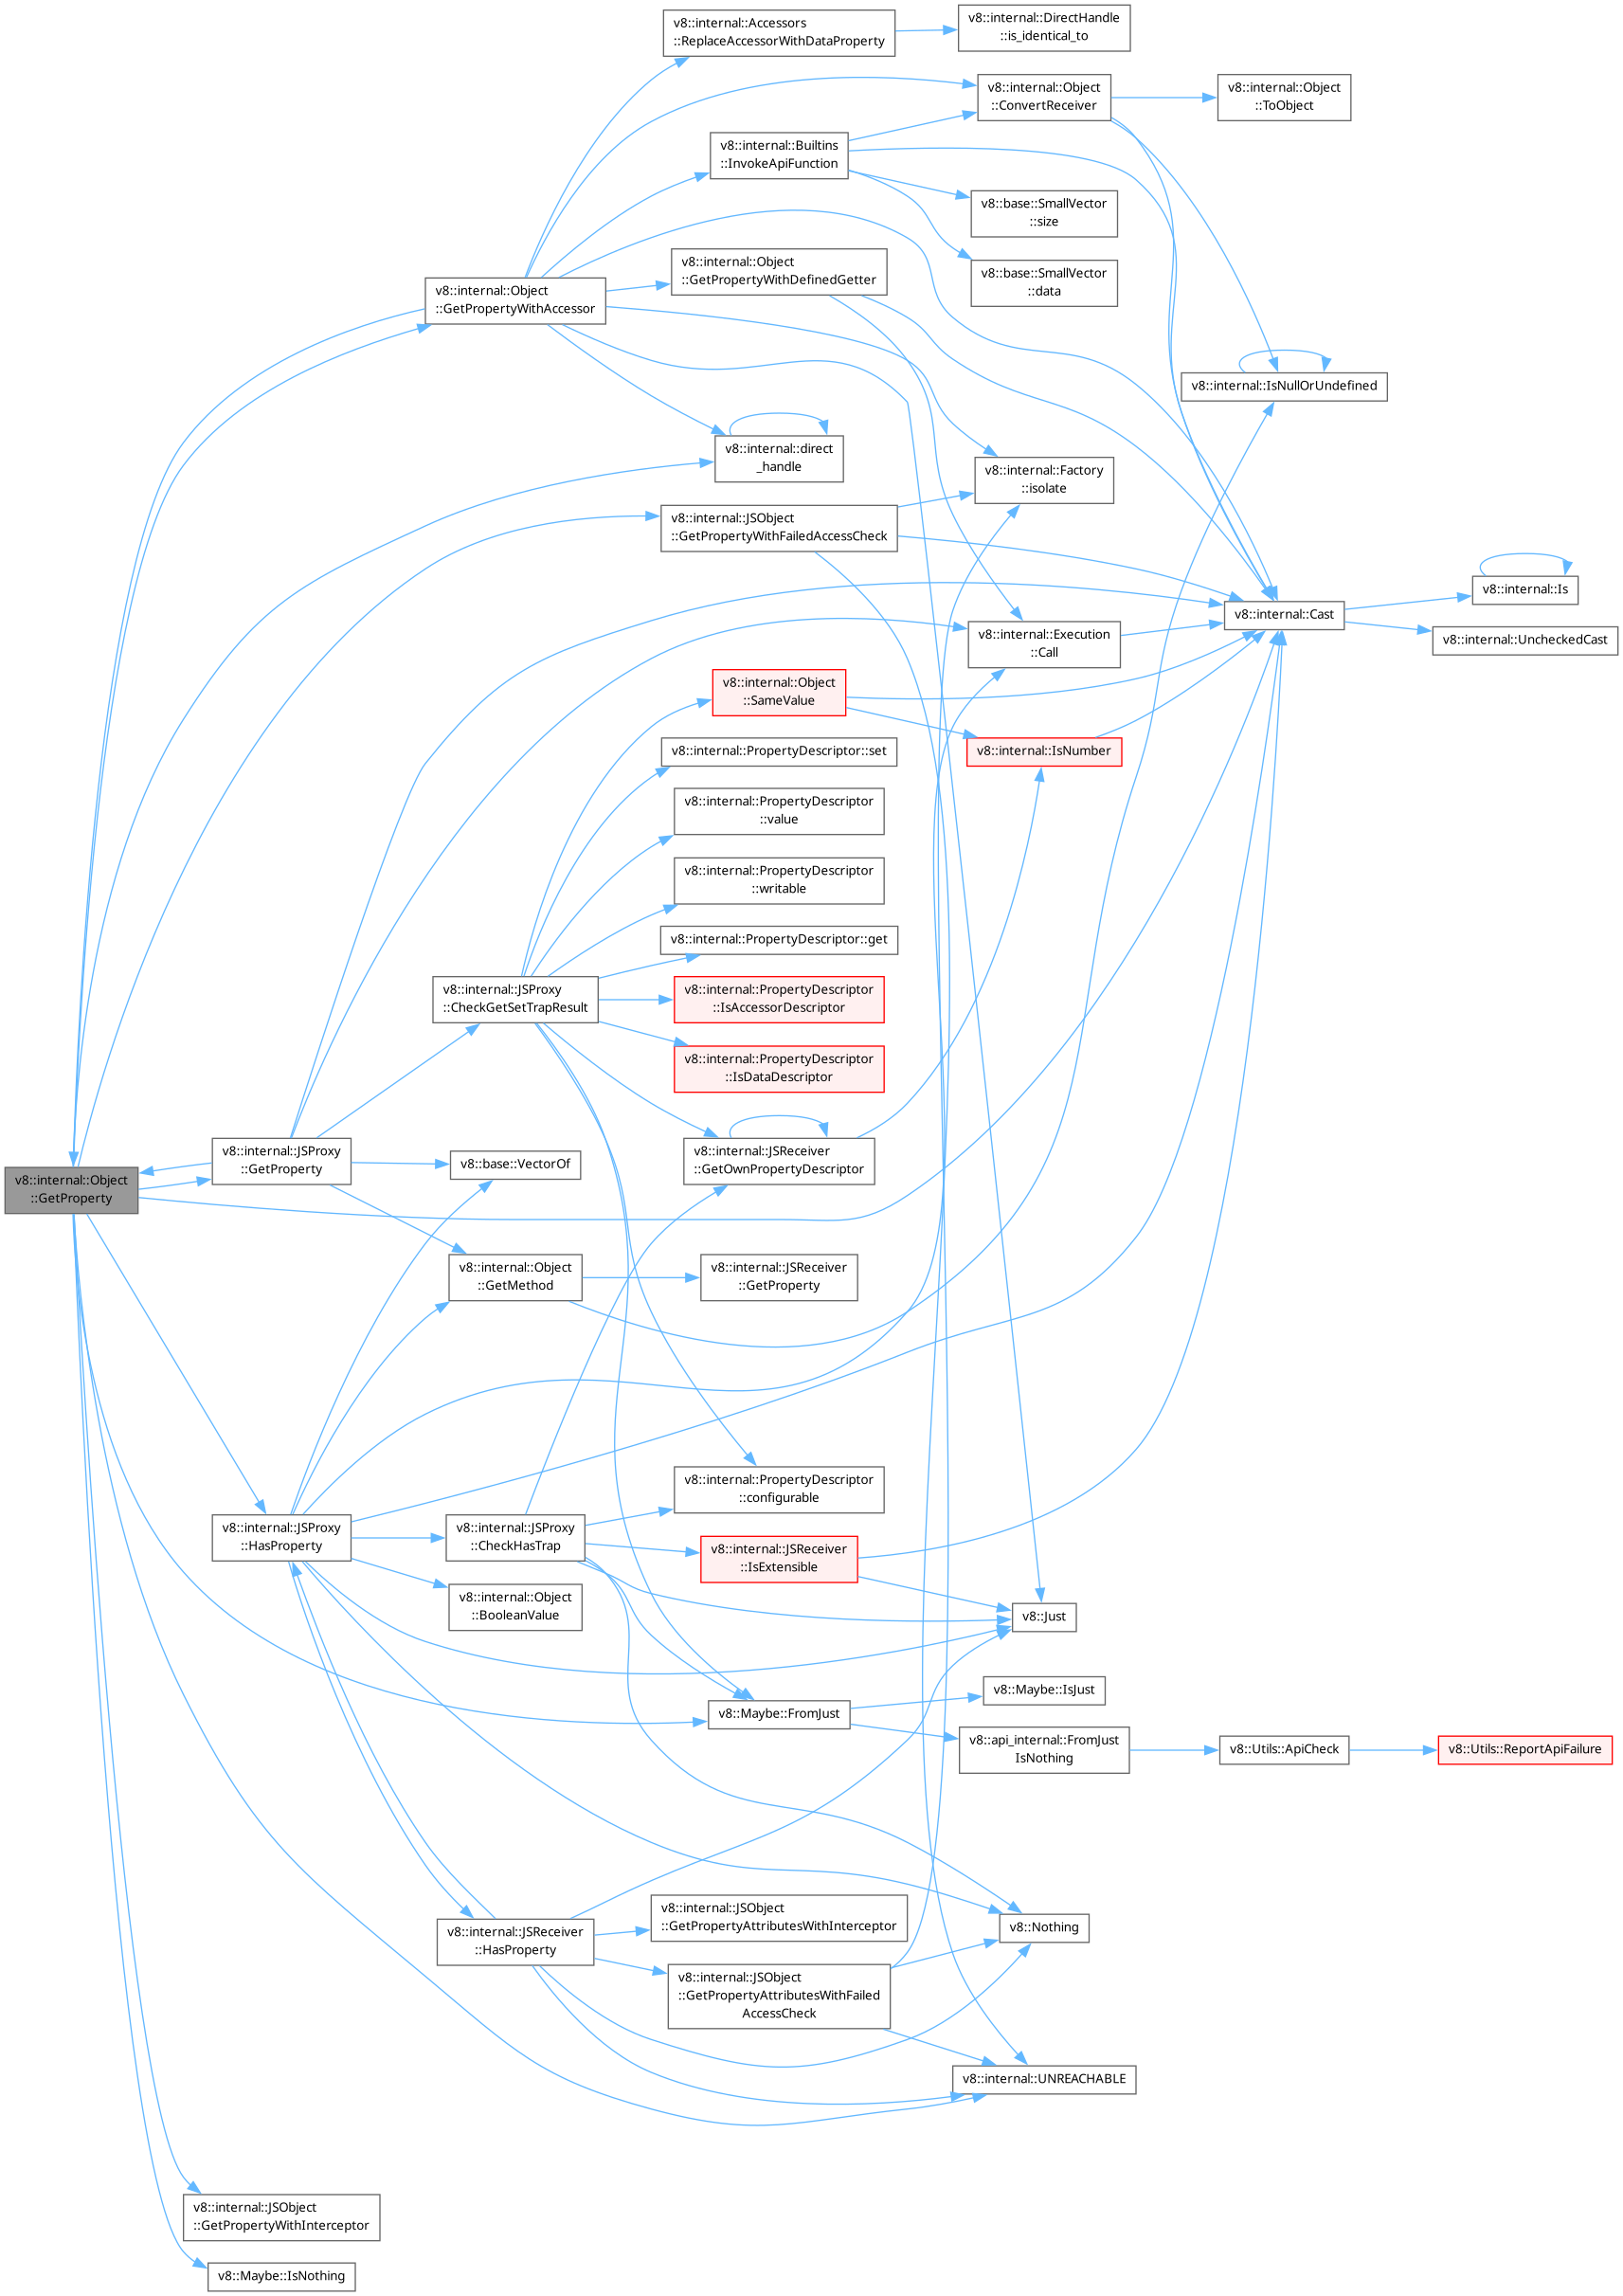 v8::internal::Accessors
::ReplaceAccessorWithDataProperty
v8::internal::DirectHandle
::is_identical_to
v8::internal::Object
::ConvertReceiver
v8::internal::Object
::ToObject
v8::internal::Builtins
::InvokeApiFunction
v8::base::SmallVector
::size
v8::internal::Object
::GetPropertyWithDefinedGetter
v8::base::SmallVector
::data
v8::internal::Object
::GetPropertyWithAccessor
v8::internal::IsNullOrUndefined
v8::internal::direct
_handle
v8::internal::Factory
::isolate
v8::internal::JSObject
::GetPropertyWithFailedAccessCheck
v8::internal::Is
v8::internal::Cast
v8::internal::UncheckedCast
v8::internal::Execution
::Call
v8::internal::Object
::SameValue
v8::internal::PropertyDescriptor::set
v8::internal::IsNumber
v8::internal::PropertyDescriptor
::value
v8::internal::PropertyDescriptor
::writable
v8::internal::PropertyDescriptor::get
v8::internal::JSProxy
::CheckGetSetTrapResult
v8::internal::PropertyDescriptor
::IsAccessorDescriptor
v8::internal::PropertyDescriptor
::IsDataDescriptor
v8::internal::JSProxy
::GetProperty
v8::base::VectorOf
v8::internal::JSReceiver
::GetOwnPropertyDescriptor
v8::internal::Object
::GetProperty
v8::internal::Object
::GetMethod
v8::internal::JSReceiver
::GetProperty
v8::internal::PropertyDescriptor
::configurable
v8::internal::JSProxy
::HasProperty
v8::internal::JSProxy
::CheckHasTrap
v8::internal::JSReceiver
::IsExtensible
v8::internal::Object
::BooleanValue
v8::Just
v8::Maybe::IsJust
v8::Maybe::FromJust
v8::api_internal::FromJust
IsNothing
v8::Utils::ApiCheck
v8::Utils::ReportApiFailure
v8::internal::JSObject
::GetPropertyAttributesWithInterceptor
v8::Nothing
v8::internal::JSReceiver
::HasProperty
v8::internal::JSObject
::GetPropertyAttributesWithFailed
AccessCheck
v8::internal::UNREACHABLE
v8::internal::JSObject
::GetPropertyWithInterceptor
v8::Maybe::IsNothing